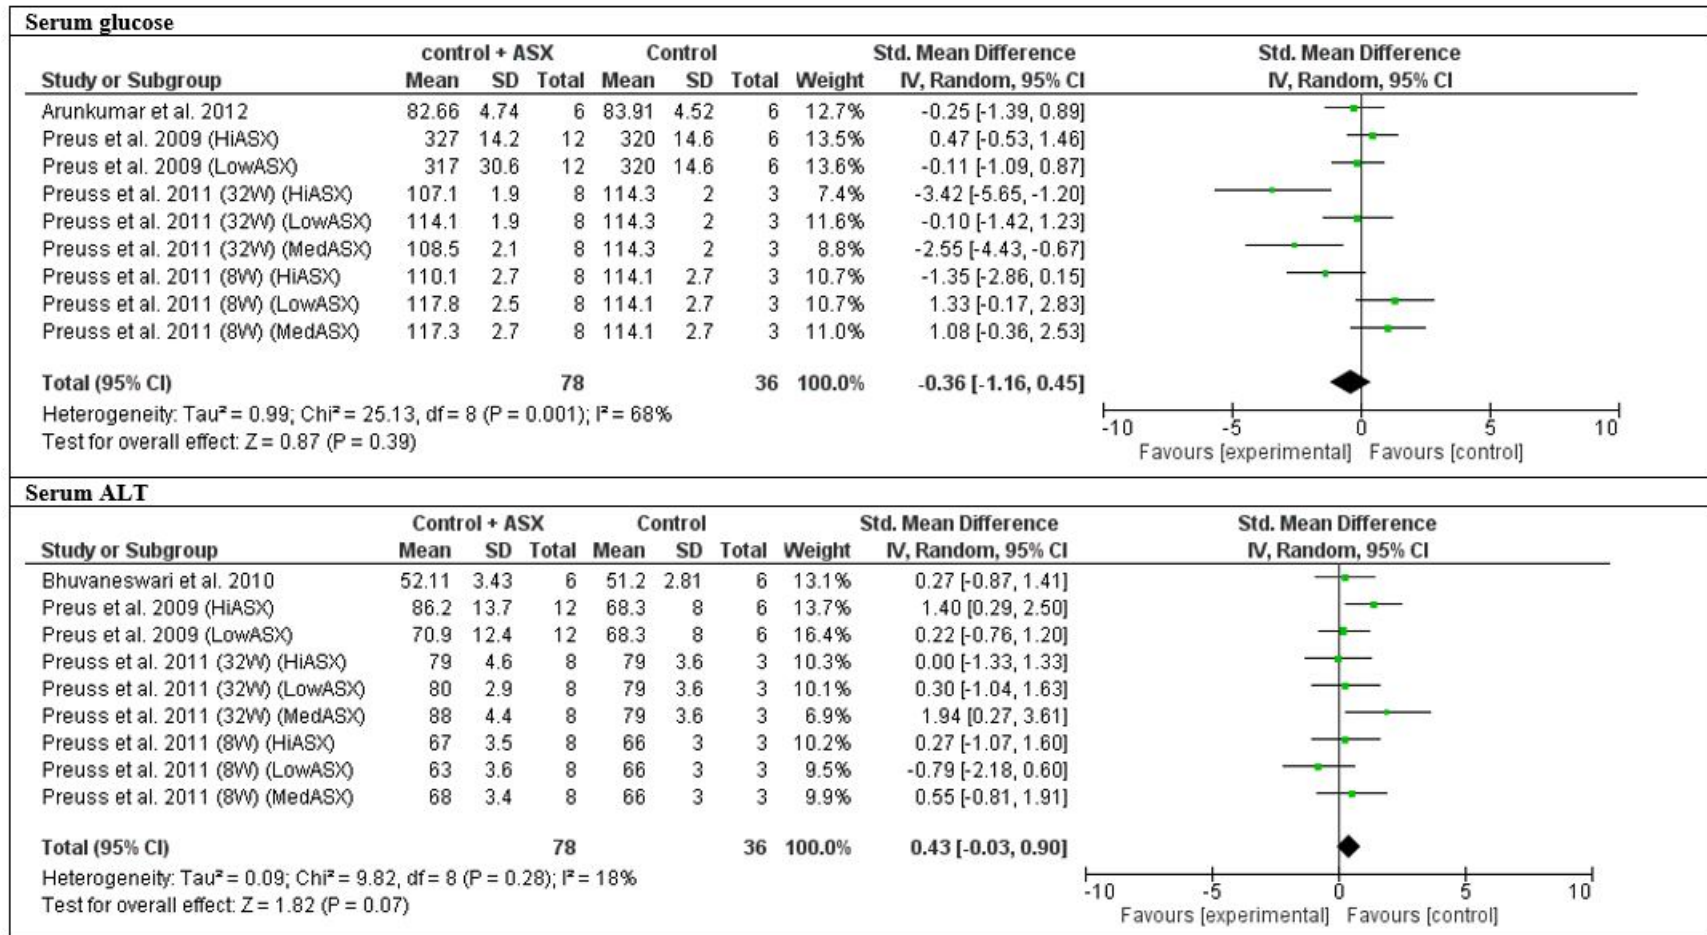 Serum glucose
control + ASX Control Std. Mean Difference Std. Mean Difference
Study or Subgroup Mean SD Total Mean SD Total Weight IV, Random, 95% CI IV, Random, 95% CI
Arunkumar et al. 2012 82.66 4.74 6 83.91 4.52 6 12.7% -0.25 [-1.39, 0.89]
Preus et al. 2009 (HiASX) 327 14.2 12 320 14.6 6 13.5% 0.47 [-0.53, 1.46]
Preus et al. 2009 (LowASX) 317 30.6 12 320 14.6 6 13.6% -0.11 [-1.09, 0.87]
Preuss et al. 2011 (32W) (HiASX) 107.1 1.9 8 114.3 2 3 7.4% -3.42 [-5.65, -1.20]
Preuss et al. 2011 (32W) (LowASX) 114.1 1.9 8 114.3 2 3 11.6% -0.10 [-1.42, 1.23]
Preuss et al. 2011 (32W) (MedASX) 108.5 2.1 8 114.3 2 3 8.8% -2.55 [-4.43, -0.67]
Preuss et al. 2011 (8W) (HiASX) 110.1 2.7 8 114.1 2.7 3 10.7% -1.35 [-2.86, 0.15]
Preuss et al. 2011 (8W) (LowASX) 117.8 2.5 8 114.1 2.7 3 10.7% 1.33 [-0.17, 2.83]
Preuss et al. 2011 (8W) (MedASX) 117.3 2.7 8 114.1 2.7 3 11.0% 1.08 [-0.36, 2.53]
Total (95% CI) 78 36 100.0% -0.36 [-1.16, 0.45]
Heterogeneity: Tau² = 0.99; Chi² = 25.13, df = 8 (P = 0.001); I² = 68%
Test for overall effect: Z = 0.87 (P = 0.39)
-10 -5 0 5 10
Favours [experimental] Favours [control]
Serum ALT
Control + ASX Control Std. Mean Difference Std. Mean Difference
Study or Subgroup Mean SD Total Mean SD Total Weight IV, Random, 95% CI IV, Random, 95% CI
Bhuvaneswari et al. 2010 52.11 3.43 6 51.2 2.81 6 13.1% 0.27 [-0.87, 1.41]
Preus et al. 2009 (HiASX) 86.2 13.7 12 68.3 8 6 13.7% 1.40 [0.29, 2.50]
Preus et al. 2009 (LowASX) 70.9 12.4 12 68.3 8 6 16.4% 0.22 [-0.76, 1.20]
Preuss et al. 2011 (32W) (HiASX) 79 4.6 8 79 3.6 3 10.3% 0.00 [-1.33, 1.33]
Preuss et al. 2011 (32W) (LowASX) 80 2.9 8 79 3.6 3 10.1% 0.30 [-1.04, 1.63]
Preuss et al. 2011 (32W) (MedASX) 88 4.4 8 79 3.6 3 6.9% 1.94 [0.27, 3.61]
Preuss et al. 2011 (8W) (HiASX) 67 3.5 8 66 3 3 10.2% 0.27 [-1.07, 1.60]
Preuss et al. 2011 (8W) (LowASX) 63 3.6 8 66 3 3 9.5% -0.79 [-2.18, 0.60]
Preuss et al. 2011 (8W) (MedASX) 68 3.4 8 66 3 3 9.9% 0.55 [-0.81, 1.91]
Total (95% CI) 78 36 100.0% 0.43 [-0.03, 0.90]
Heterogeneity: Tau² = 0.09; Chi² = 9.82, df = 8 (P = 0.28); I² = 18%
Test for overall effect: Z = 1.82 (P = 0.07)
-10 -5 0 5 10
Favours [experimental] Favours [control]